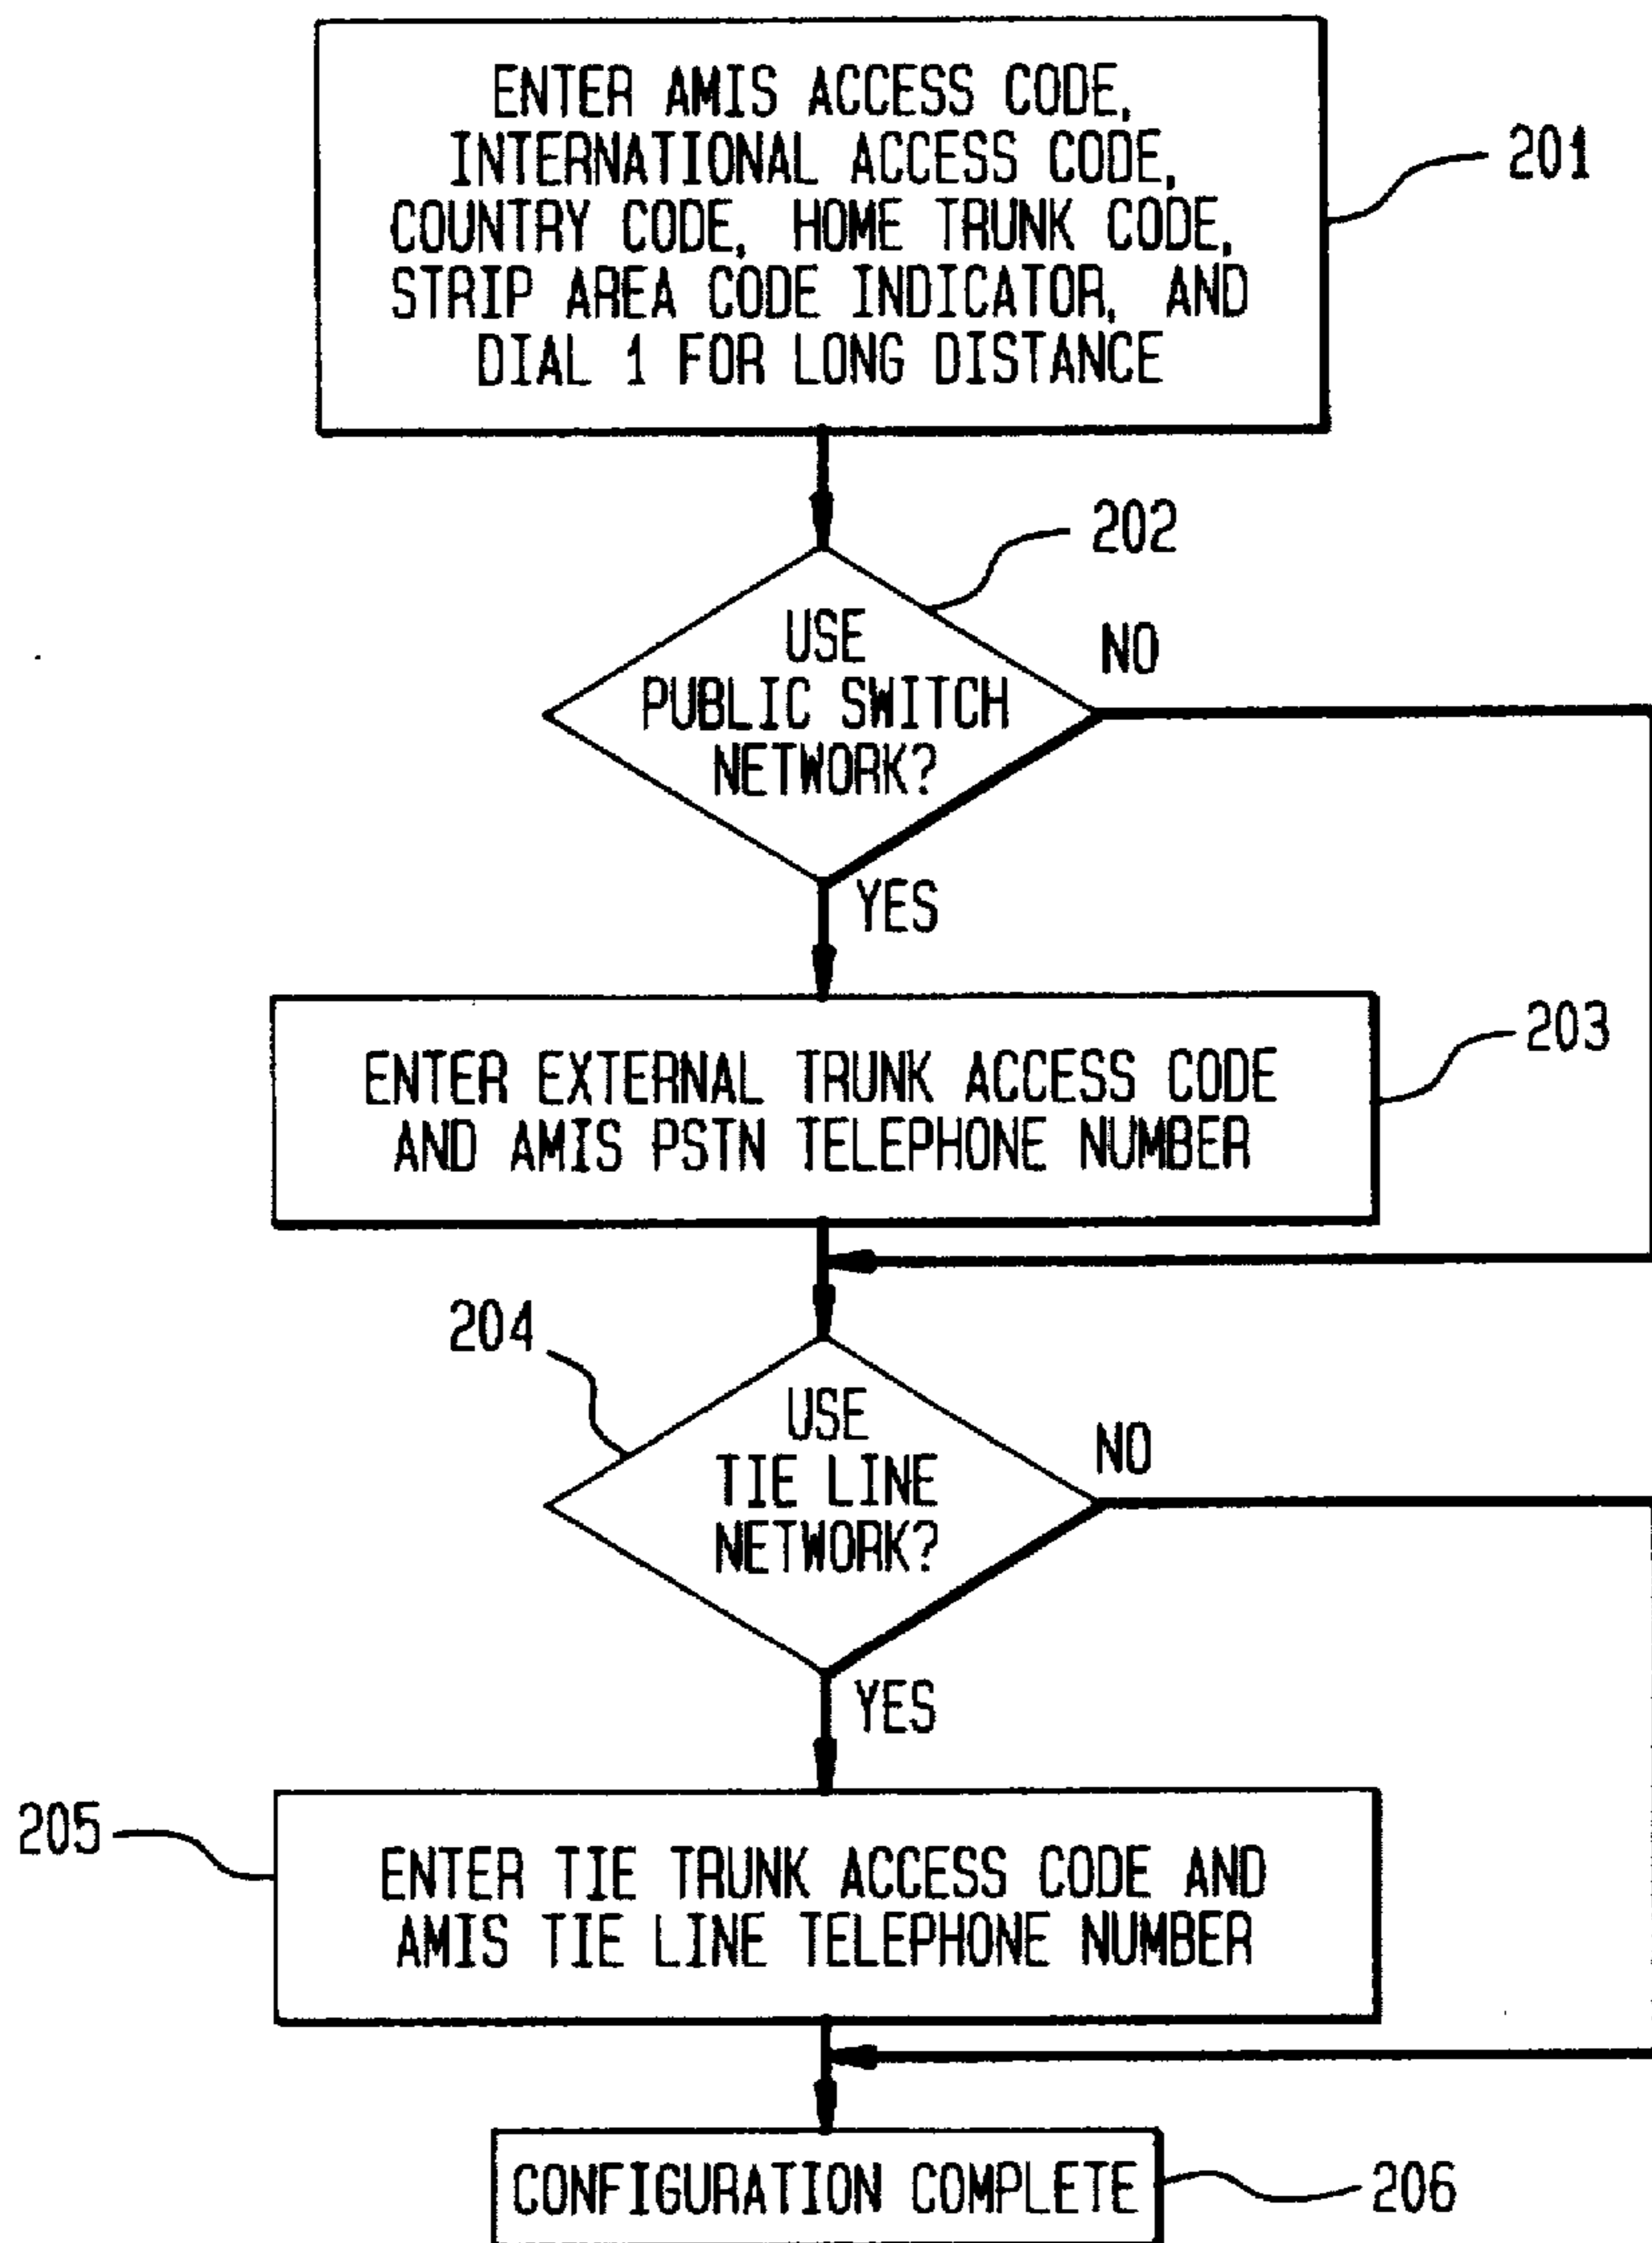 ENTER AMIS ACCESS CODE,
INTERNATIONAL ACCESS CODE,
COUNTRY CODE, HOME TRUNK CODE,
STRIP AREA CODE INDICATOR, AND
DIAL 1 FOR LONG DISTANCE
201
202
USE
PUBLIC SWITCH
NETWORK?
NO
YES
203
ENTER EXTERNAL TRUNK ACCESS CODE
AND AMIS PSTN TELEPHONE NUMBER
204
USE
TIE LINE
NETWORK?
NO
YES
205
ENTER TIE TRUNK ACCESS CODE AND
AMIS TIE LINE TELEPHONE NUMBER
CONFIGURATION COMPLETE
206